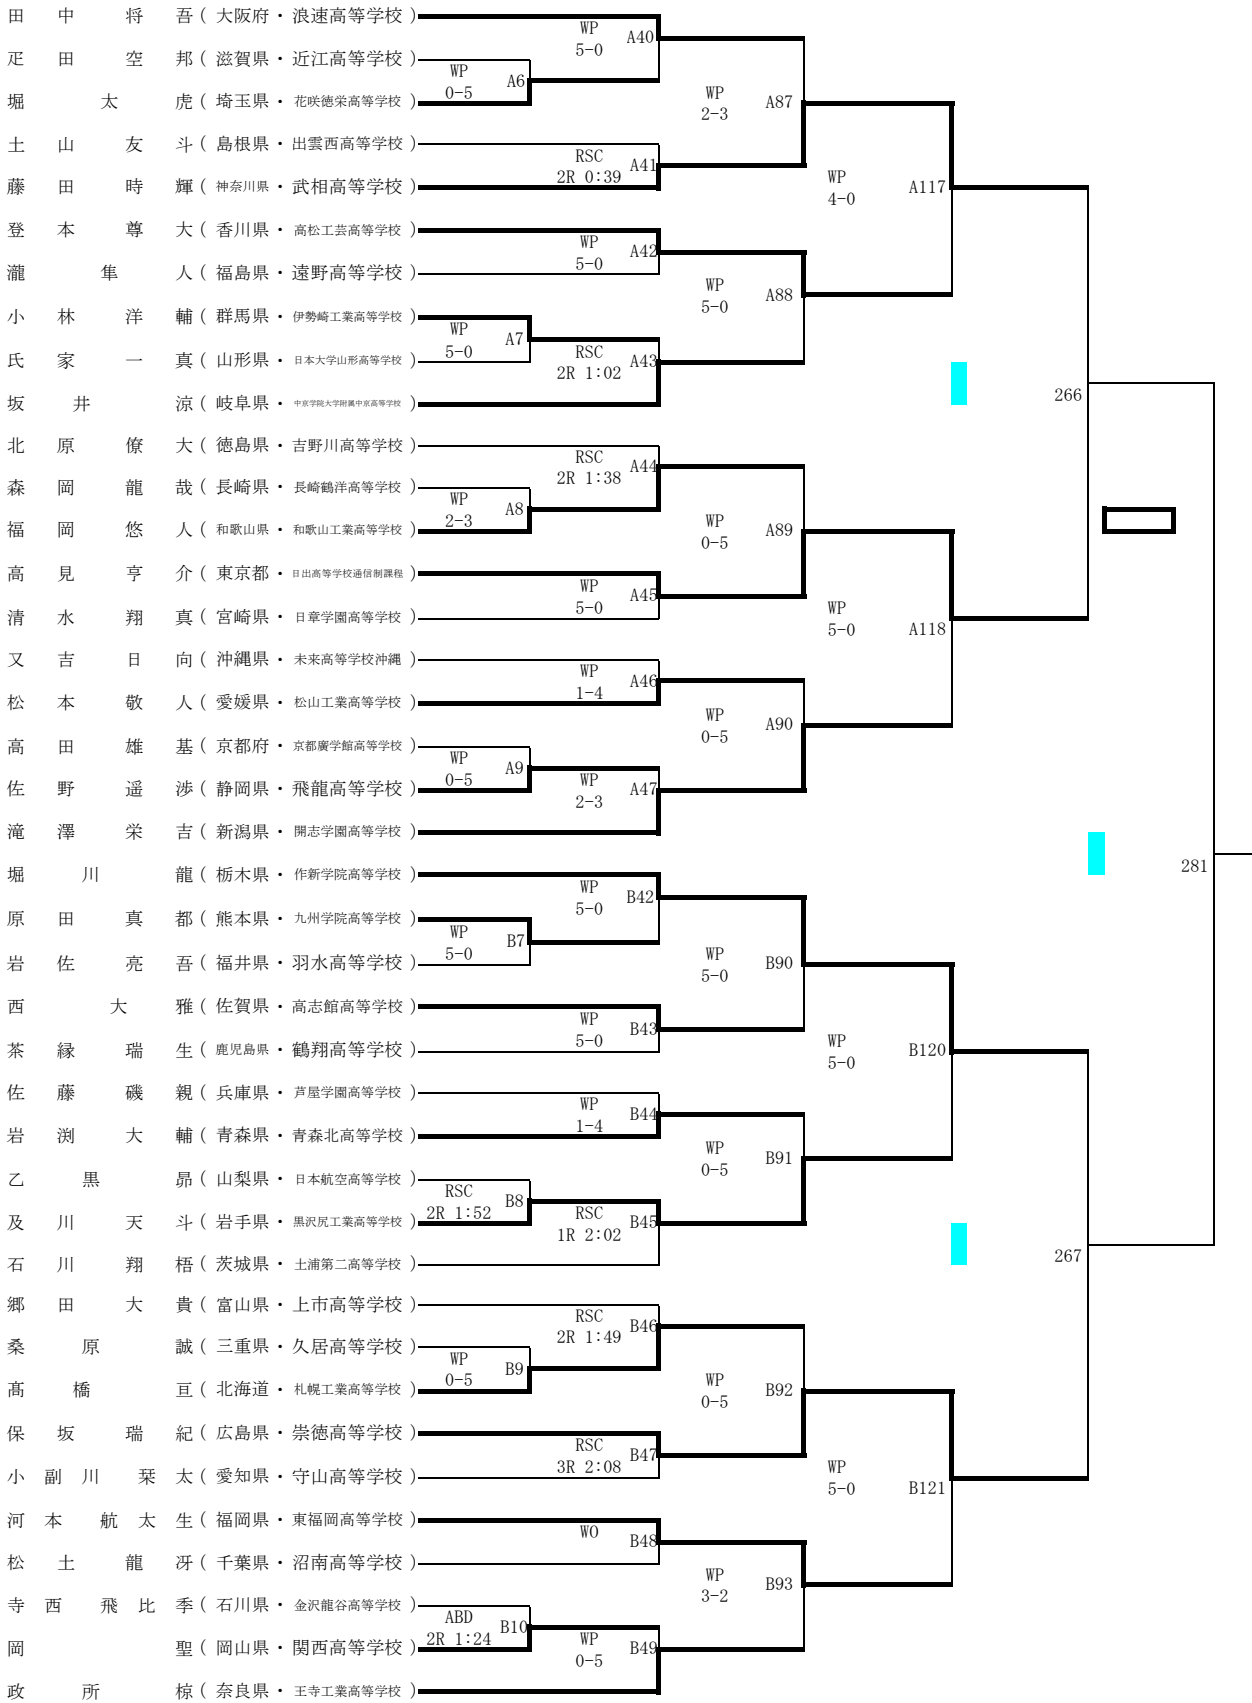 田中将吾（大阪府・浪速高等学校）
WP
5-0
A40
疋田空邦（滋賀県・近江高等学校）
WP
0-5
A6
堀太虎（埼玉県・花咲徳栄高等学校）
WP
2-3
A87
土山友斗（島根県・出雲西高等学校）
RSC
2R 0:39
A41
藤田時輝（神奈川県・武相高等学校）
WP
4-0
A117
登本尊大（香川県・高松工芸高等学校）
WP
5-0
A42
瀧隼人（福島県・遠野高等学校）
WP
5-0
A88
小林洋輔（群馬県・伊勢崎工業高等学校）
WP
5-0
A7
氏家一真（山形県・日本大学山形高等学校）
RSC
2R 1:02
A43
坂井涼（岐阜県・中京学院大学附属中京高等学校）
266
北原僚大（徳島県・吉野川高等学校）
RSC
2R 1:38
A44
森岡龍哉（長崎県・長崎鶴洋高等学校）
WP
2-3
A8
福岡悠人（和歌山県・和歌山工業高等学校）
WP
0-5
A89
高見亨介（東京都・日出高等学校通信制課程）
WP
5-0
A45
清水翔真（宮崎県・日章学園高等学校）
WP
5-0
A118
又吉日向（沖縄県・未来高等学校沖縄）
WP
1-4
A46
松本敬人（愛媛県・松山工業高等学校）
WP
0-5
A90
高田雄基（京都府・京都廣学館高等学校）
WP
0-5
A9
佐野遥渉（静岡県・飛龍高等学校）
WP
2-3
A47
滝澤栄吉（新潟県・開志学園高等学校）
281
堀川龍（栃木県・作新学院高等学校）
WP
5-0
B42
原田真都（熊本県・九州学院高等学校）
WP
5-0
B7
岩佐亮吾（福井県・羽水高等学校）
WP
5-0
B90
西大雅（佐賀県・高志館高等学校）
WP
5-0
B43
茶縁瑞生（鹿児島県・鶴翔高等学校）
WP
5-0
B120
佐藤磯親（兵庫県・芦屋学園高等学校）
WP
1-4
B44
岩渕大輔（青森県・青森北高等学校）
WP
0-5
B91
乙黒昴（山梨県・日本航空高等学校）
RSC
2R 1:52
B8
及川天斗（岩手県・黒沢尻工業高等学校）
RSC
1R 2:02
B45
石川翔梧（茨城県・土浦第二高等学校）
267
郷田大貴（富山県・上市高等学校）
RSC
2R 1:49
B46
桑原誠（三重県・久居高等学校）
WP
0-5
B9
髙橋亘（北海道・札幌工業高等学校）
WP
0-5
B92
保坂瑞紀（広島県・崇徳高等学校）
RSC
3R 2:08
B47
小副川栞太（愛知県・守山高等学校）
WP
5-0
B121
河本航太生（福岡県・東福岡高等学校）
WO
B48
松土龍冴（千葉県・沼南高等学校）
WP
3-2
B93
寺西飛比季（石川県・金沢龍谷高等学校）
ABD
2R 1:24
B10
岡聖（岡山県・関西高等学校）
WP
0-5
B49
政所椋（奈良県・王寺工業高等学校）